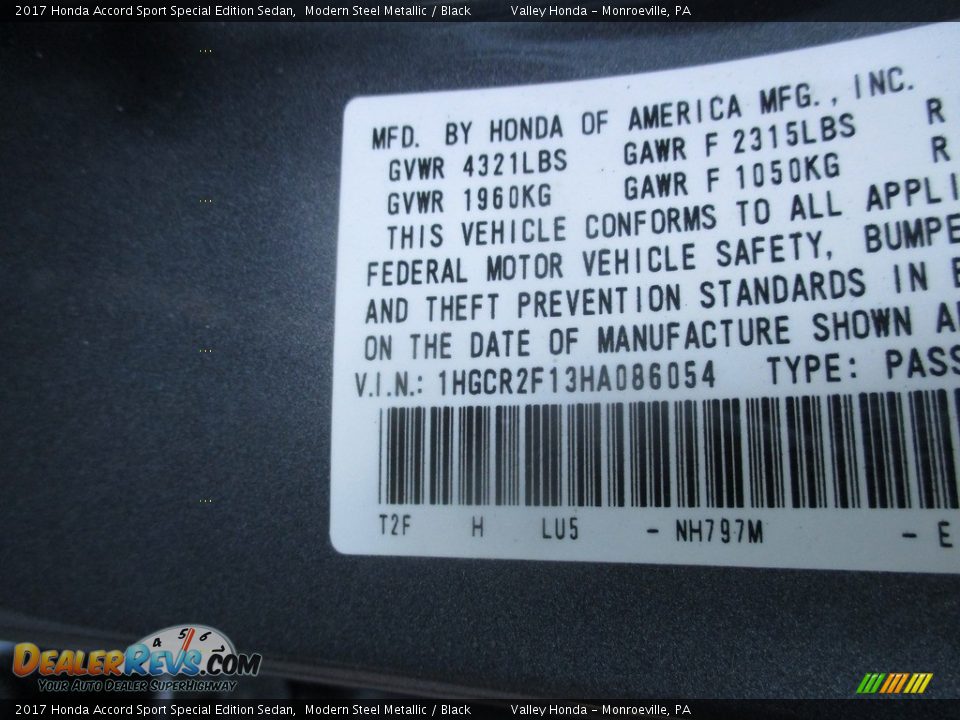 2017 Honda Accord Sport Special Edition Sedan,  Modern Steel Metallic / Black          Valley Honda - Monroeville, PA
MFD. BY HONDA OF AMERICA MFG., INC.
GVWR 4321LBS GAWR F 2315LBS R
GVWR 1960KG GAWR F 1050KG R
THIS VEHICLE CONFORMS TO ALL APPLI
FEDERAL MOTOR VEHICLE SAFETY, BUMPE
AND THEFT PREVENTION STANDARDS IN E
ON THE DATE OF MANUFACTURE SHOWN A
V.I.N.: 1HGCR2F13HA086054 TYPE: PASS
T2F H LU5 - NH797M - E
4 5 6
DEALERREVS.COM
YOUR AUTO DEALER SUPERHIGHWAY
2017 Honda Accord Sport Special Edition Sedan,  Modern Steel Metallic / Black          Valley Honda - Monroeville, PA